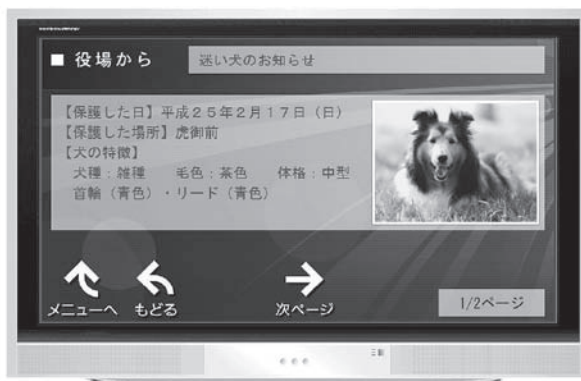 ■ 役場から
迷い犬のお知らせ
【保護した日】平成25年2月17日（日）
【保護した場所】虎御前
【犬の特徴】
犬種：雑種　毛色：茶色　体格：中型
首輪（青色）・リード（青色）
メニューへ
もどる
次ページ
1/2ページ